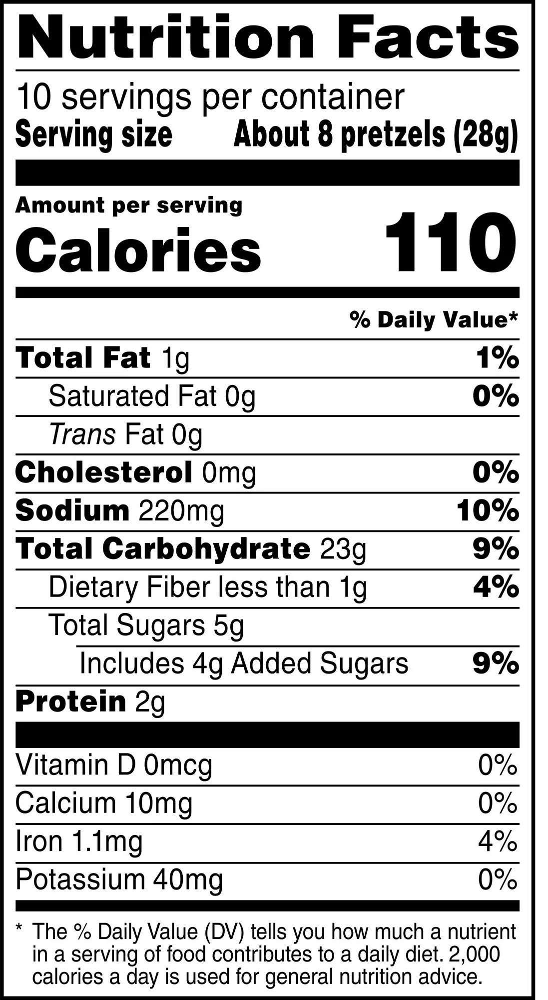 Nutrition Facts
10 servings per container
Serving size About 8 pretzels (28g)
Amount per serving
Calories 110
% Daily Value*
Total Fat 1g 1%
Saturated Fat 0g 0%
Trans Fat 0g
Cholesterol 0mg 0%
Sodium 220mg 10%
Total Carbohydrate 23g 9%
Dietary Fiber less than 1g 4%
Total Sugars 5g
Includes 4g Added Sugars 9%
Protein 2g
Vitamin D 0mcg 0%
Calcium 10mg 0%
Iron 1.1mg 4%
Potassium 40mg 0%
* The % Daily Value (DV) tells you how much a nutrient
in a serving of food contributes to a daily diet. 2,000
calories a day is used for general nutrition advice.